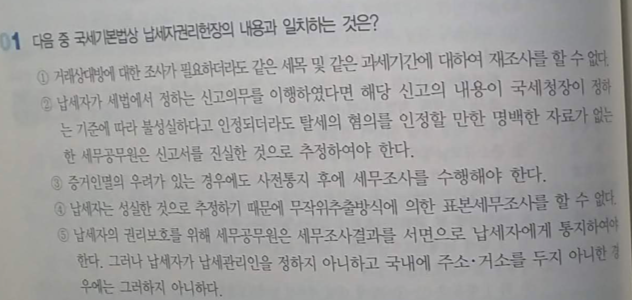 01 다음 중 국세기본법상 납세자권리헌장의 내용과 일치하는 것은?
① 거래상대방에 대한 조사가 필요하더라도 같은 세목 및 같은 과세기간에 대하여 재조사를 할 수 없다.
② 납세자가 세법에서 정하는 신고의무를 이행하였다면 해당 신고의 내용이 국세청장이 정하
는 기준에 따라 불성실하다고 인정되더라도 탈세의 혐의를 인정할 만한 명백한 자료가 없는
한 세무공무원은 신고서를 진실한 것으로 추정하여야 한다.
③ 증거인멸의 우려가 있는 경우에도 사전통지 후에 세무조사를 수행해야 한다.
④ 납세자는 성실한 것으로 추정하기 때문에 무작위추출방식에 의한 표본세무조사를 할 수 없다.
⑤ 납세자의 권리보호를 위해 세무공무원은 세무조사결과를 서면으로 납세자에게 통지하여야
한다. 그러나 납세자가 납세관리인을 정하지 아니하고 국내에 주소·거소를 두지 아니한 경
우에는 그러하지 아니하다.